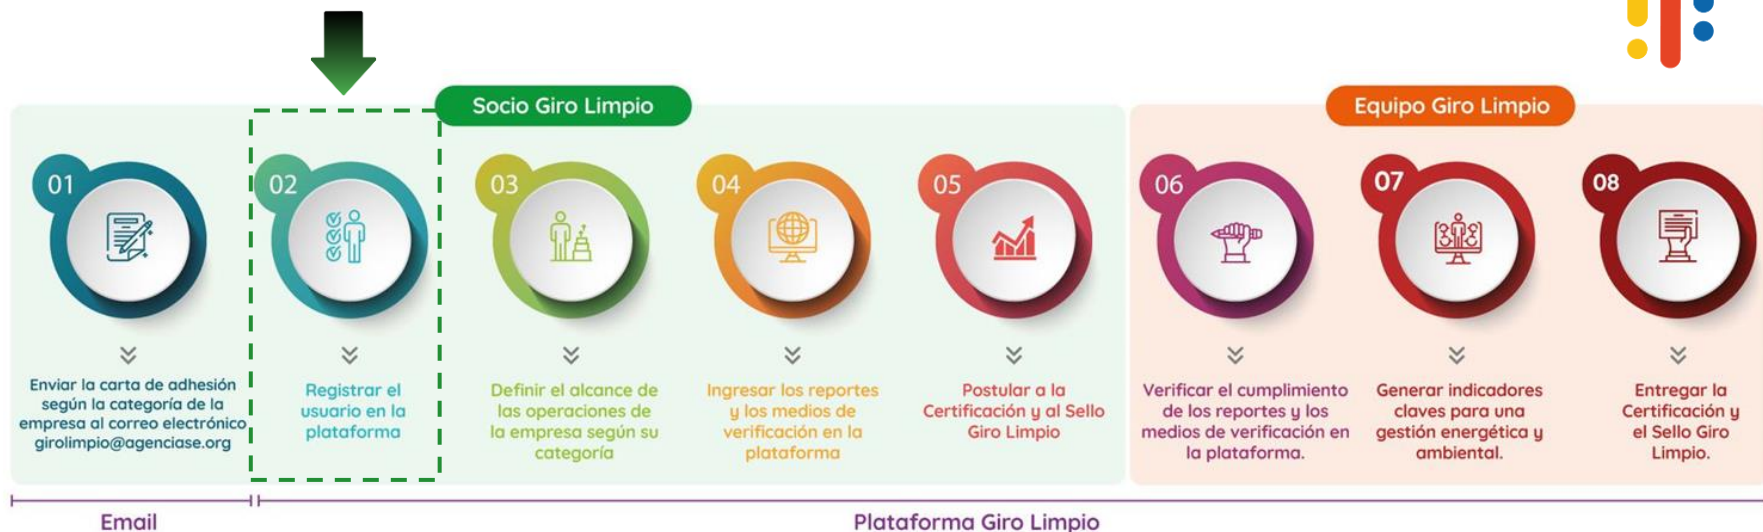 Socio Giro Limpio
Equipo Giro Limpio
01
02
03
04
05
06
07
08
Enviar la carta de adhesión
según la categoría de la
empresa al correo electrónico
girolimpio@agenciase.org
Registrar el
usuario en la
plataforma
Definir el alcance de
las operaciones de
la empresa según su
categoría
Ingresar los reportes
y los medios de
verificación en la
plataforma
Postular a la
Certificación y al Sello
Giro Limpio
Verificar el cumplimiento
de los reportes y los
medios de verificación en
la plataforma.
Generar indicadores
claves para una
gestión energética y
ambiental.
Entregar la
Certificación y
el Sello Giro
Limpio.
Email
Plataforma Giro Limpio